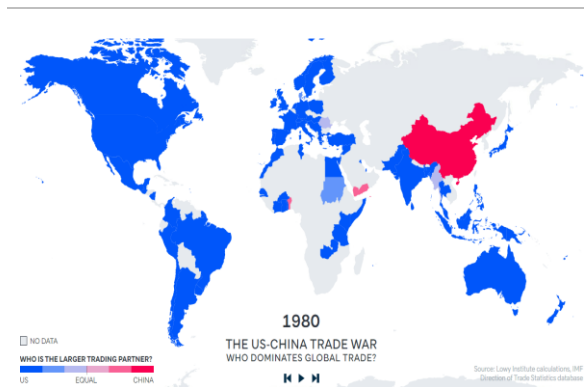 1980
THE US-CHINA TRADE WAR
WHO DOMINATES GLOBAL TRADE?
NO DATA
WHO IS THE LARGER TRADING PARTNER?
US EQUAL CHINA
Source: Lowy Institute calculations, IMF
Direction of Trade Statistics database